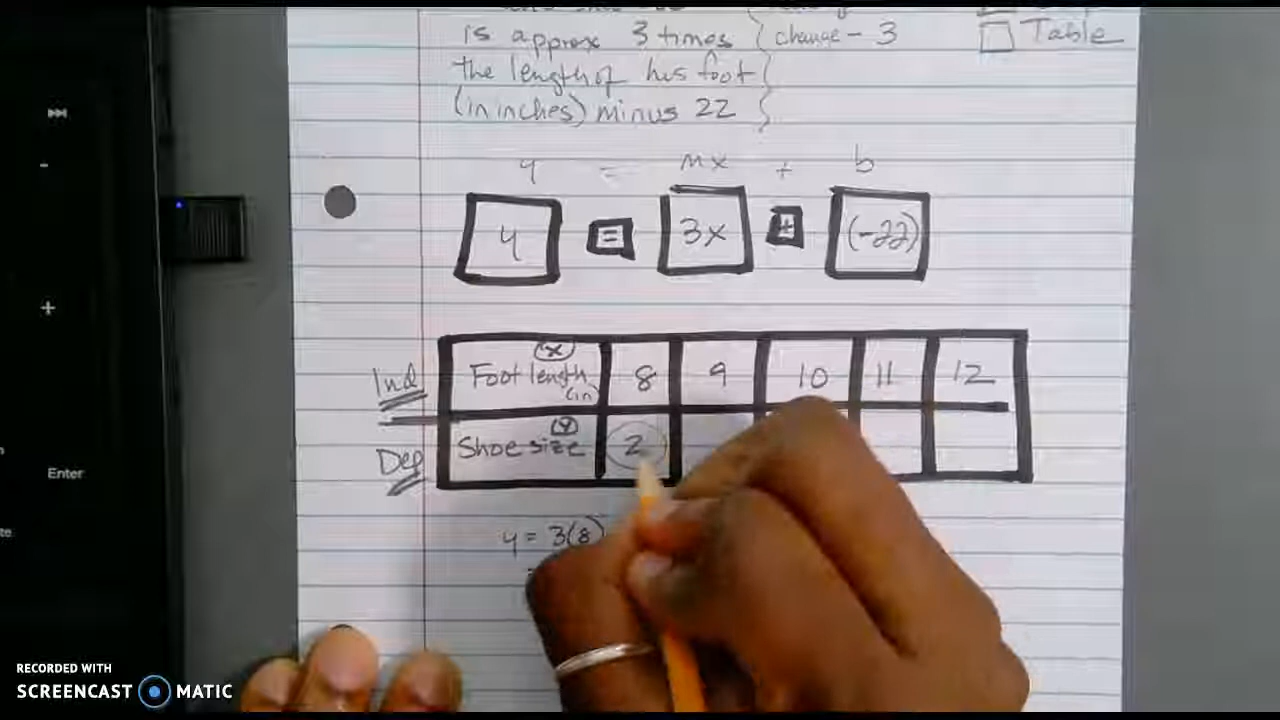 is approx 3 times change - 3
Table
the length of his foot
(in inches) minus 22
y = mx + b
y = 3x + (-22)
Ind Foot length (in) (x) 8 9 10 11 12
Dep Shoe size (y) 2
y = 3(8)
Enter
RECORDED WITH
SCREENCAST MATIC